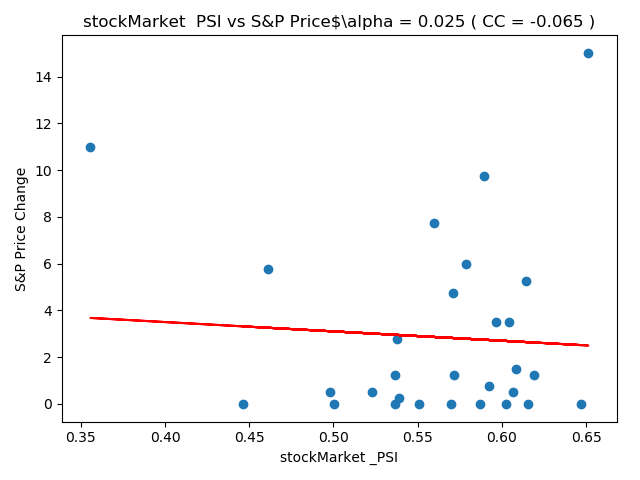 stockMarket  PSI vs S&P Price$\alpha = 0.025 ( CC = -0.065 )
14
12
10
8
6
4
2
0
S&P Price Change
0.35 0.40 0.45 0.50 0.55 0.60 0.65
stockMarket _PSI